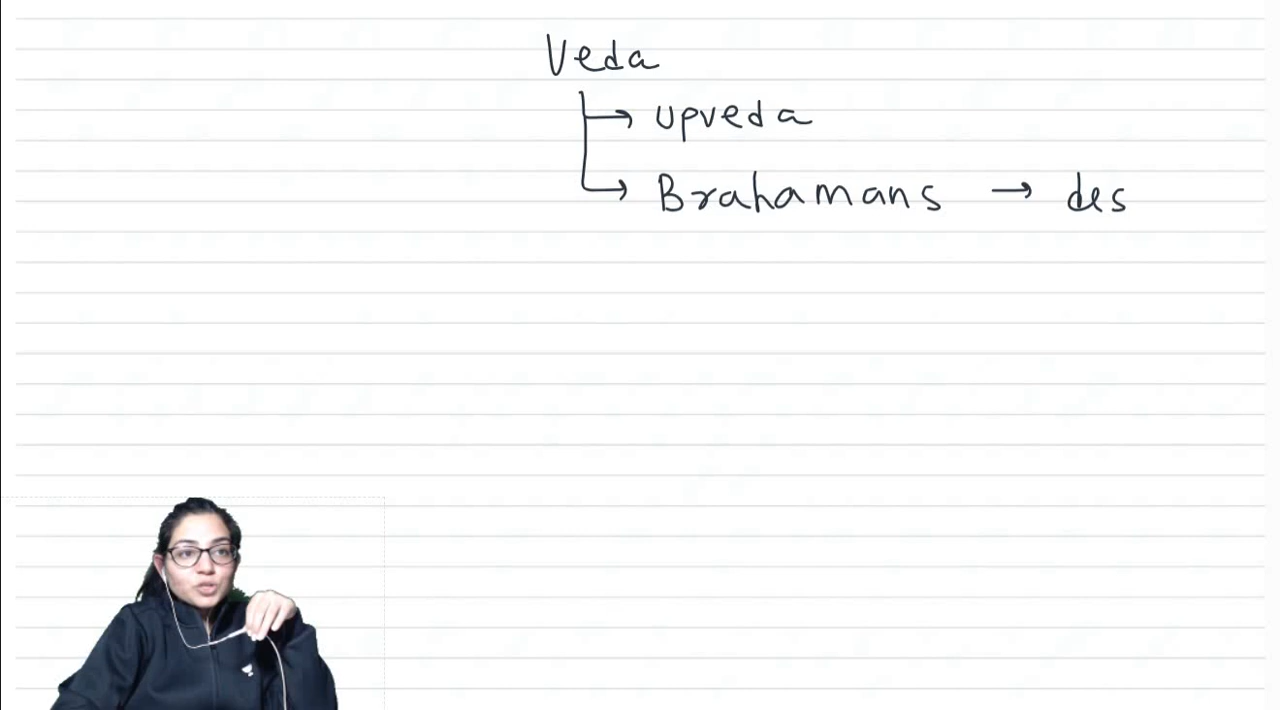 Veda
→ upveda
→ Brahamans → des